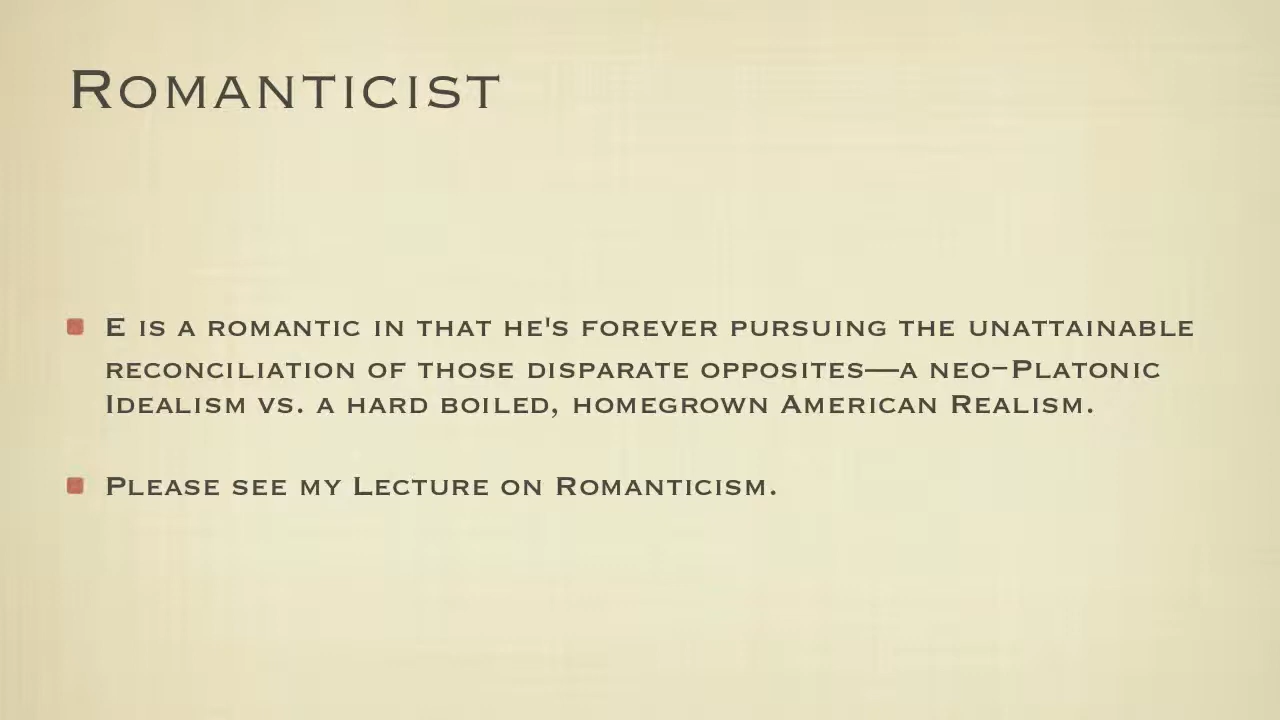 Romanticist
E is a romantic in that he's forever pursuing the unattainable
reconciliation of those disparate opposites—a neo-Platonic
Idealism vs. a hard boiled, homegrown American Realism.
Please see my Lecture on Romanticism.